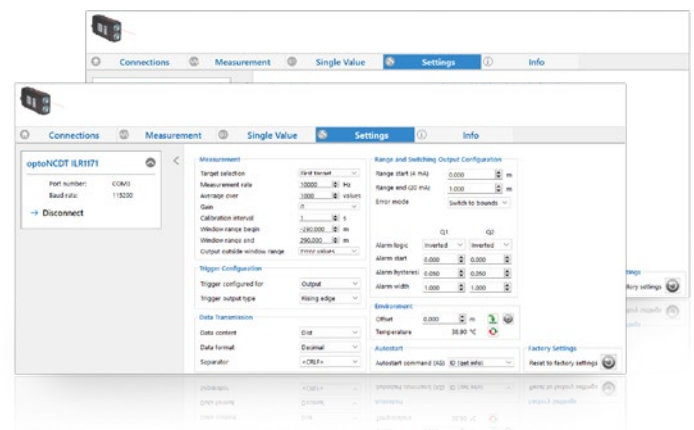 Connections Measurement Single Value Settings Info
Connections Measurement Single Value Settings Info
optoNCDT ILR1171
Port number: COM3
Baud rate: 115200
→ Disconnect
Measurement
Target selection First target
Measurement rate 10000 Hz
Average over 1000 values
Gain 0
Calibration interval 1 s
Window range begin -250.000 m
Window range end 250.000 m
Output outside window range Error values
Trigger Configuration
Trigger configured for Output
Trigger output type Rising edge
Data Transmission
Data content Dist
Data format Decimal
Separator <CRLF>
Range and Switching Output Configuration
Range start (4 mA) 0.000 m
Range end (20 mA) 1.000 m
Error mode Switch to bounds
Q1 Q2
Alarm logic Inverted Inverted
Alarm start 0.000 0.000
Alarm hysteresi 0.050 0.050
Alarm width 1.000 1.000
Environment
Offset 0.000 m
Temperature °C
Autostart
Autostart command (AS) ID (get info)
Factory Settings
Reset to factory settings
ttings
ctory settings